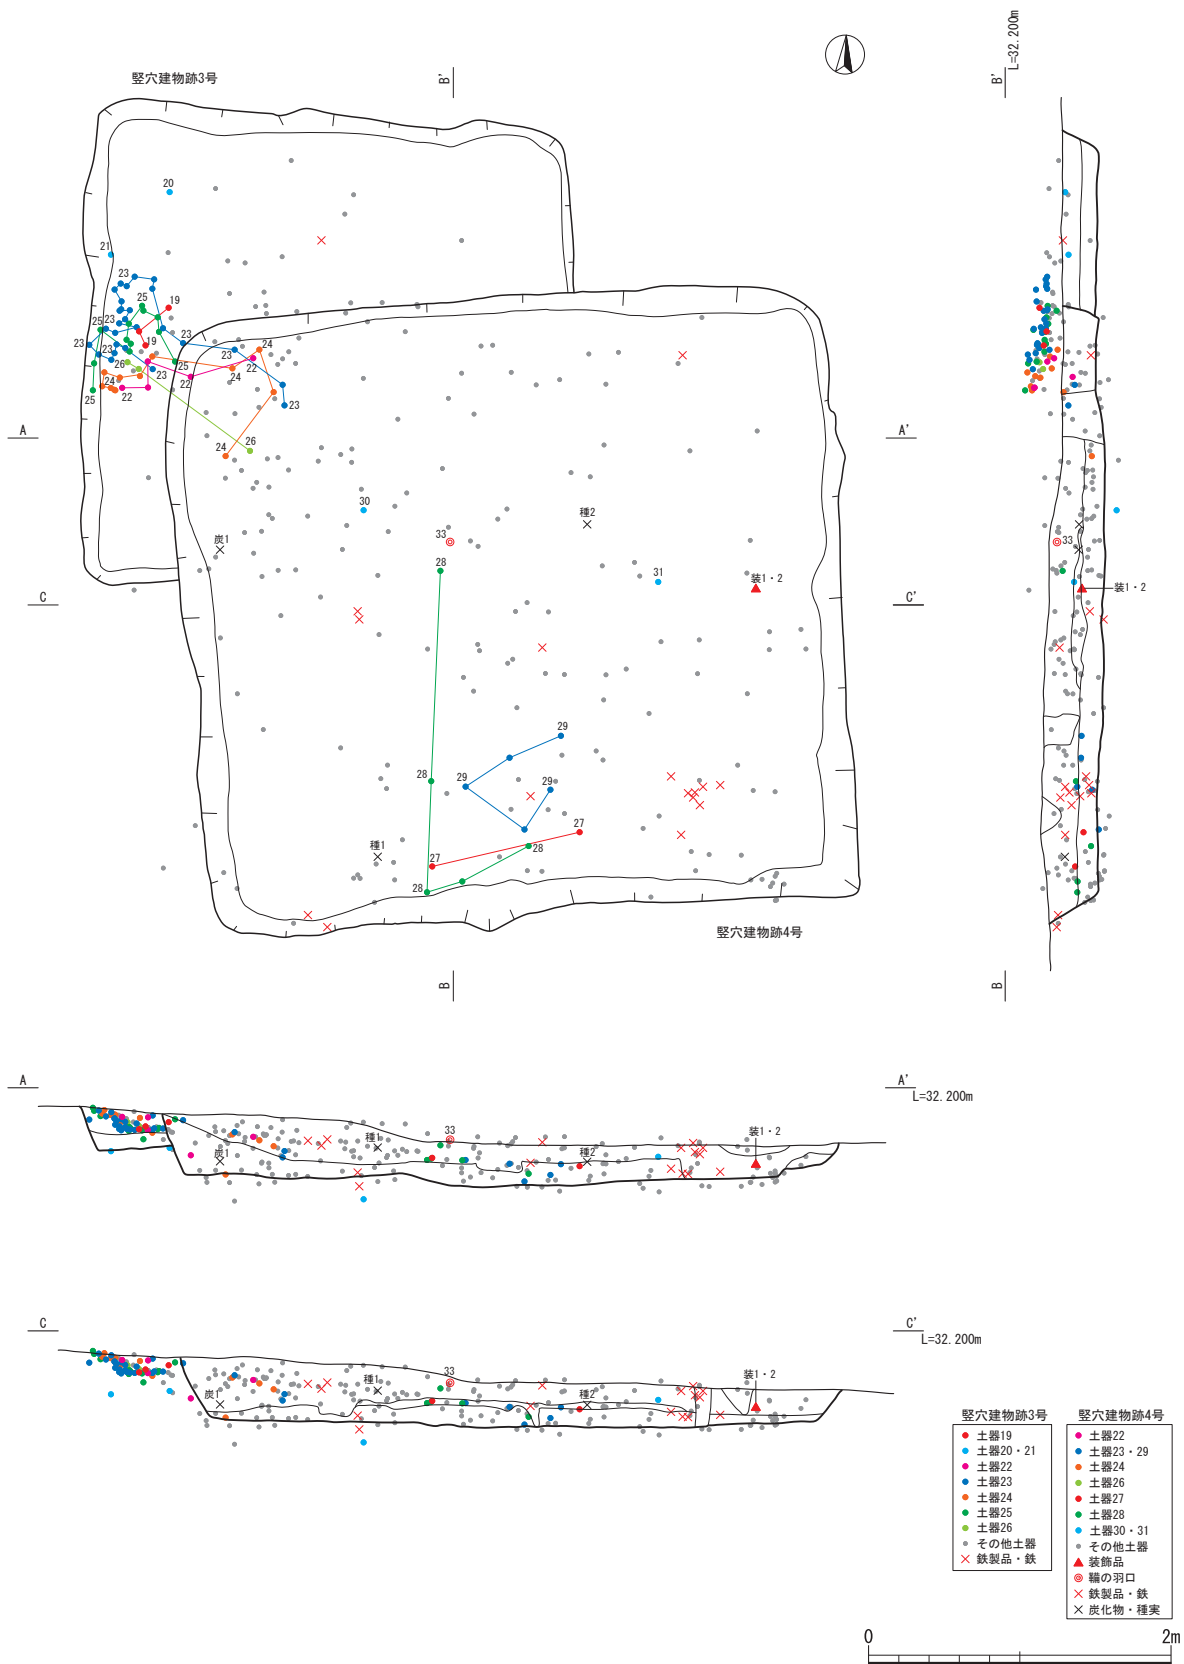 竪穴建物跡3号
B'
B'
L=32.200m
20
21
23
25
19
25
23
23
23
24
19
23
22
25
24
26
23
22
24
22
23
25
24
26
A
A'
30
種2
33
炭1
33
28
31
装1・2
装1・2
C
C'
29
28
29
29
27
種1
28
27
28
竪穴建物跡4号
B
B
A
A'
L=32.200m
33
装1・2
種1
炭1
種2
C
C'
L=32.200m
33
装1・2
種1
炭1
種2
竪穴建物跡3号
土器19
土器20・21
土器22
土器23
土器24
土器25
土器26
その他土器
鉄製品・鉄
竪穴建物跡4号
土器22
土器23・29
土器24
土器26
土器27
土器28
土器30・31
その他土器
装飾品
鞴の羽口
鉄製品・鉄
炭化物・種実
0
2m